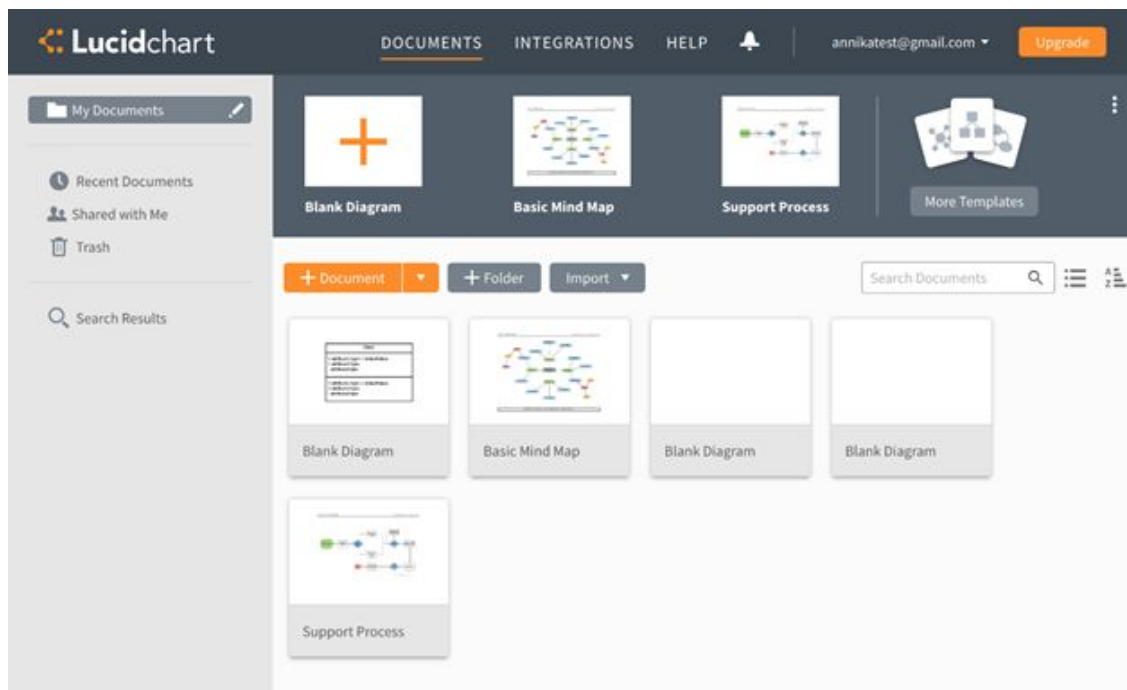 Lucidchart
DOCUMENTS INTEGRATIONS HELP annikatest@gmail.com Upgrade
My Documents
Recent Documents
Shared with Me
Trash
Search Results
Blank Diagram Basic Mind Map Support Process More Templates
Document Folder Import Search Documents A Z
Blank Diagram Basic Mind Map Blank Diagram Blank Diagram
Support Process